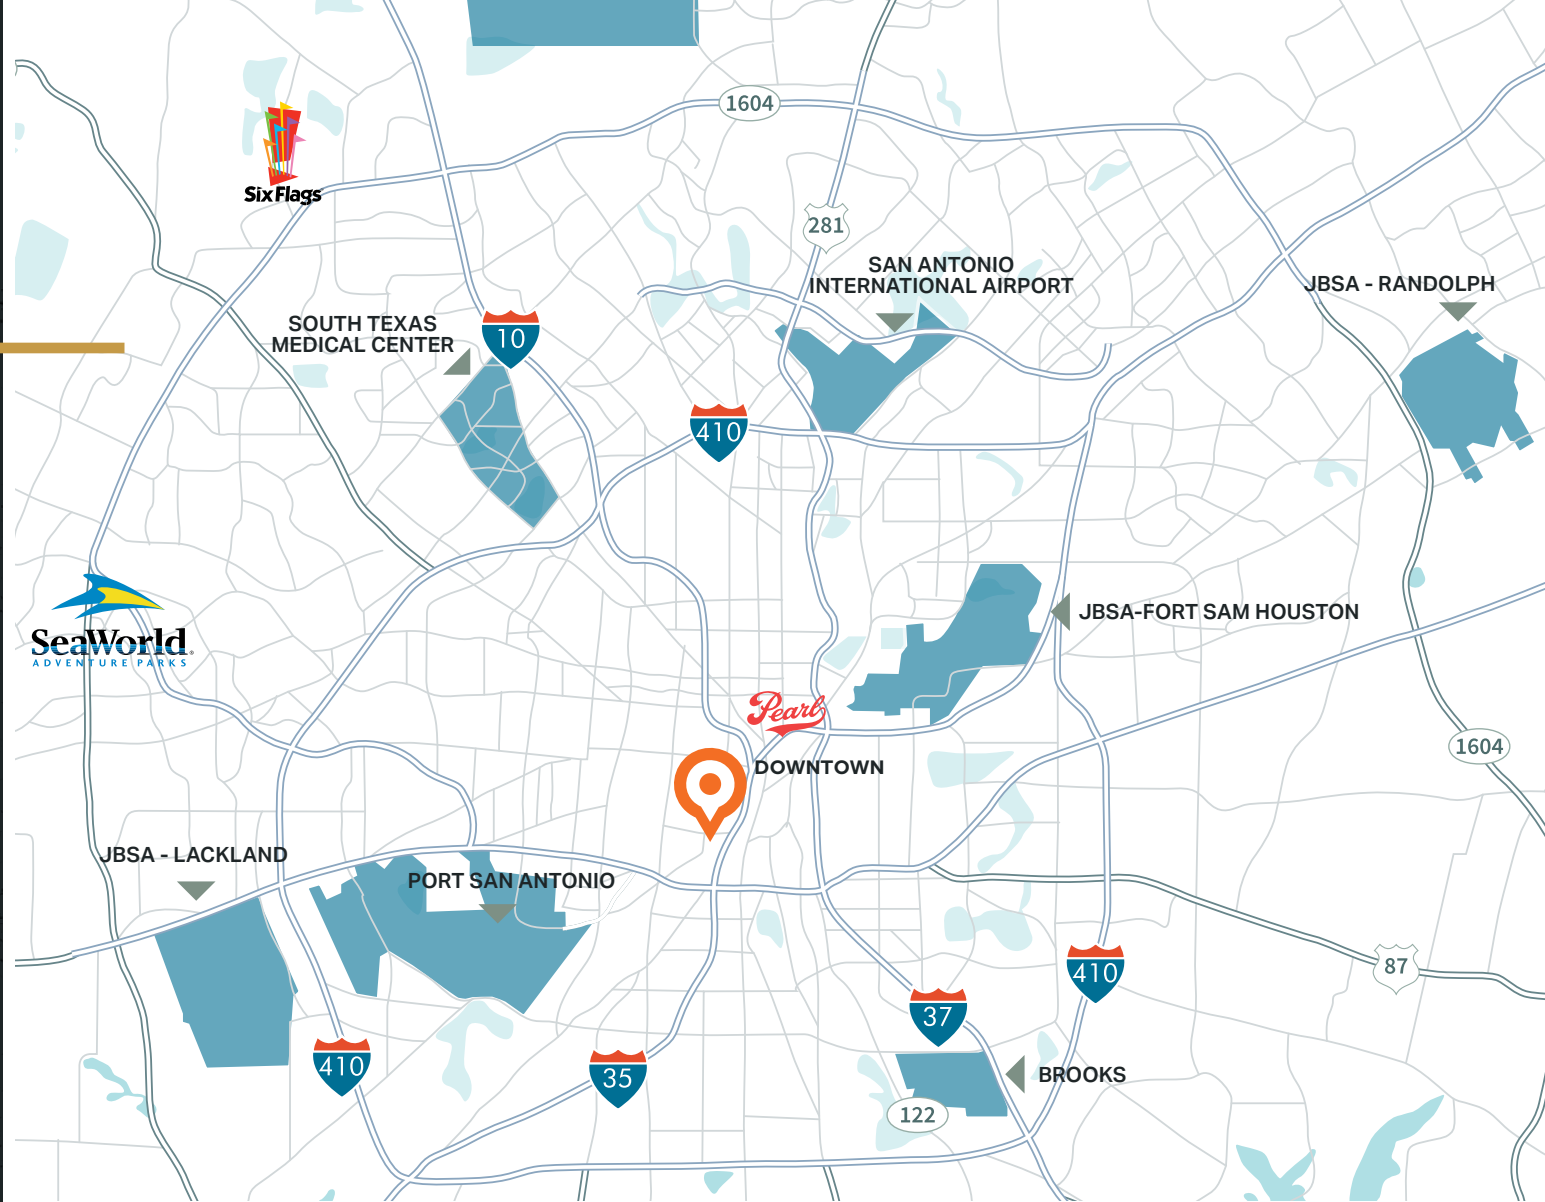 1604
Six Flags
281
SAN ANTONIO
INTERNATIONAL AIRPORT
JBSA - RANDOLPH
SOUTH TEXAS
MEDICAL CENTER
10
410
SeaWorld®
ADVENTURE PARKS
JBSA-FORT SAM HOUSTON
Pearl
DOWNTOWN
1604
JBSA - LACKLAND
PORT SAN ANTONIO
87
410
37
410
35
BROOKS
122